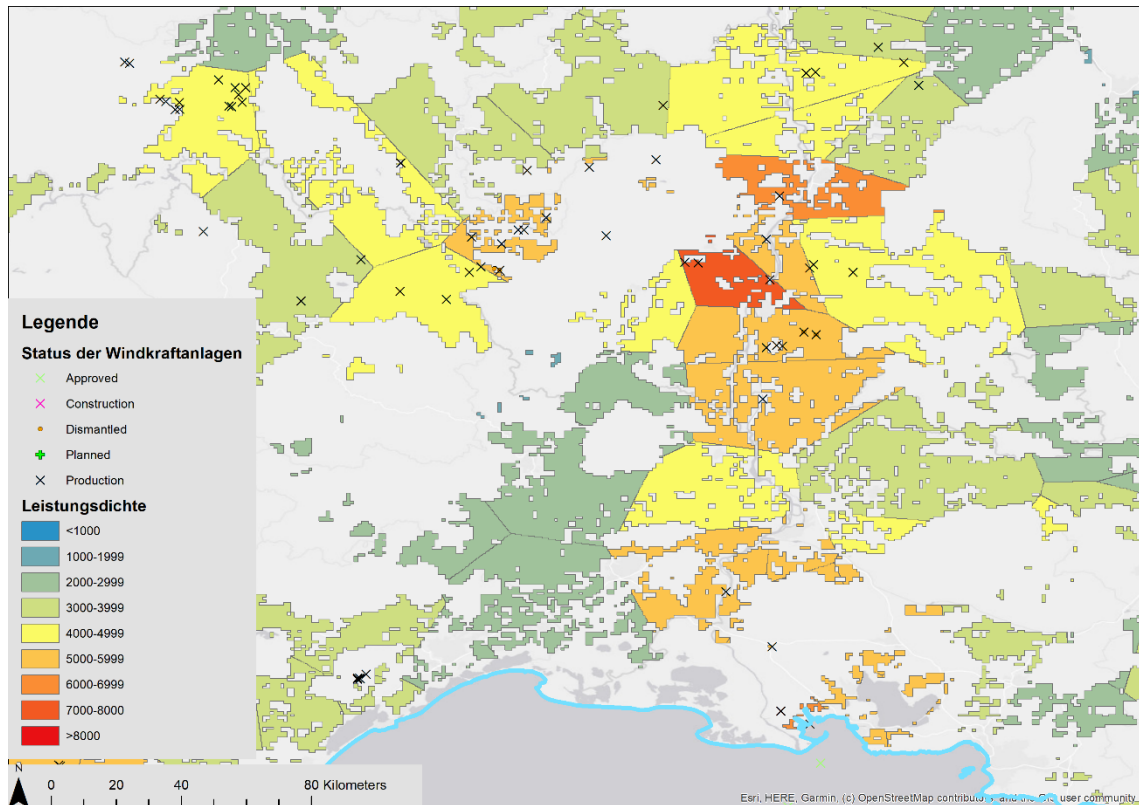 Legende
Status der Windkraftanlagen
Approved
Construction
Dismantled
Planned
Production
Leistungsdichte
<1000
1000-1999
2000-2999
3000-3999
4000-4999
5000-5999
6000-6999
7000-8000
>8000
N
0 20 40 80 Kilometers
Esri, HERE, Garmin, (c) OpenStreetMap contributors, and the GIS user community